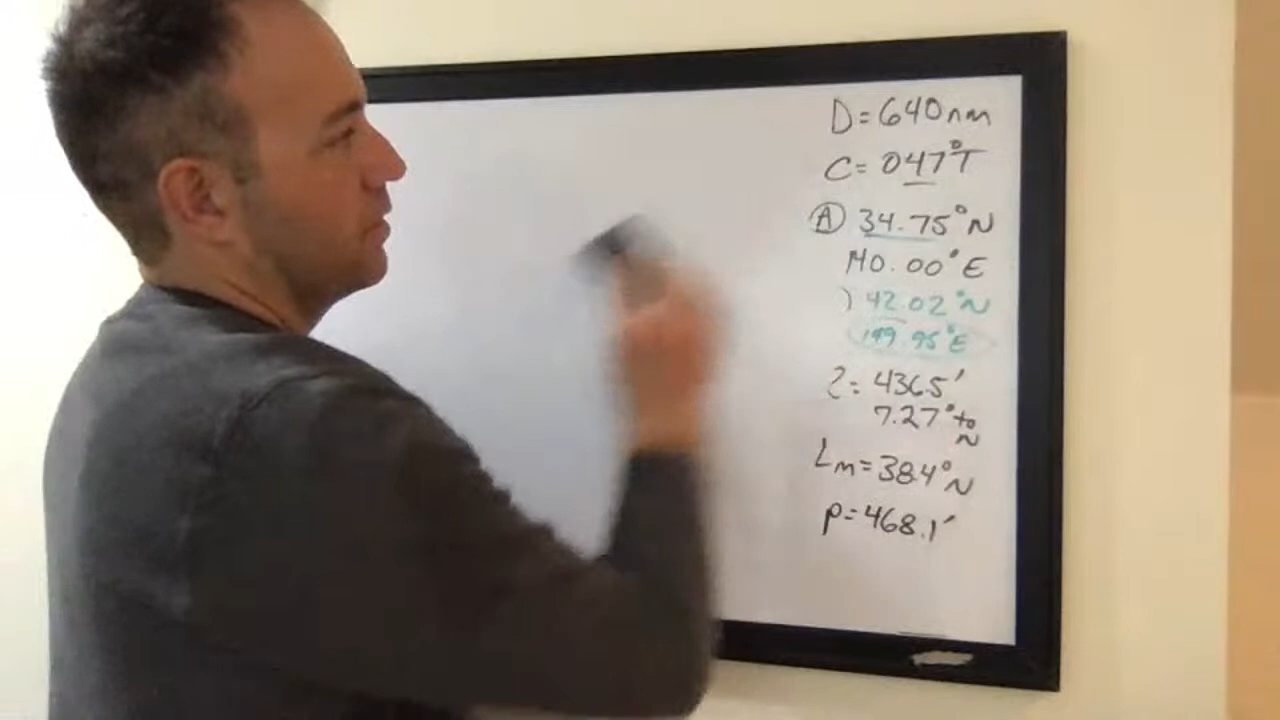 D = 640nm
C = 047°T
A 34.75°N
140.00°E
) 42.02°N
149.95°E
l = 436.5'
7.27° to
N
Lm = 38.4°N
p = 468.1'